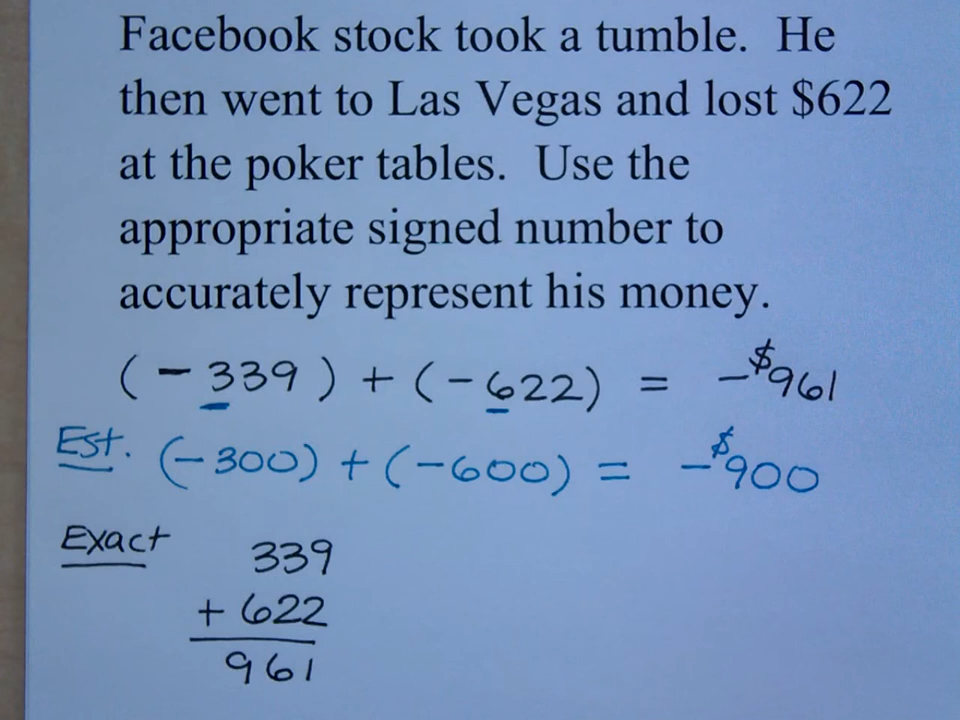 Facebook stock took a tumble. He
then went to Las Vegas and lost $622
at the poker tables. Use the
appropriate signed number to
accurately represent his money.
(-339) + (-622) = -$961
Est. (-300) + (-600) = -$900
Exact 339
+ 622
961